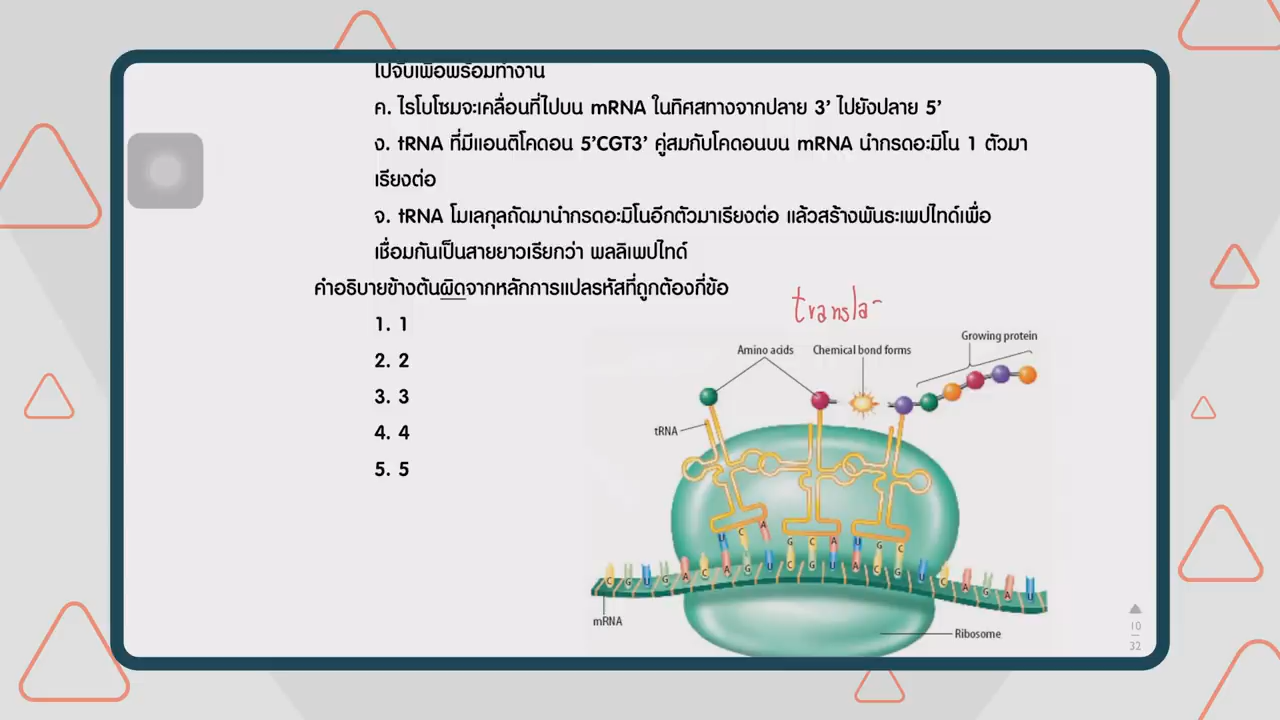 ไปจับเพื่อพร้อมทำงาน
ค. ไรโบโซมจะเคลื่อนที่ไปบน mRNA ในทิศทางจากปลาย 3’ ไปยังปลาย 5’
ง. tRNA ที่มีแอนติโคดอน 5’CGT3’ คู่สมกับโคดอนบน mRNA นำกรดอะมิโน 1 ตัวมา
เรียงต่อ
จ. tRNA โมเลกุลถัดมานำกรดอะมิโนอีกตัวมาเรียงต่อ แล้วสร้างพันธะเพปไทด์เพื่อ
เชื่อมกันเป็นสายยาวเรียกว่า พลลิเพปไทด์
คำอธิบายข้างต้นผิดจากหลักการแปลรหัสที่ถูกต้องกี่ข้อ
transla-
1. 1
2. 2
3. 3
4. 4
5. 5
Growing protein
Amino acids Chemical bond forms
tRNA
U C A G C A U G C
C G U G A C A G U C G U A C G U C A G A U
mRNA
Ribosome
10
32